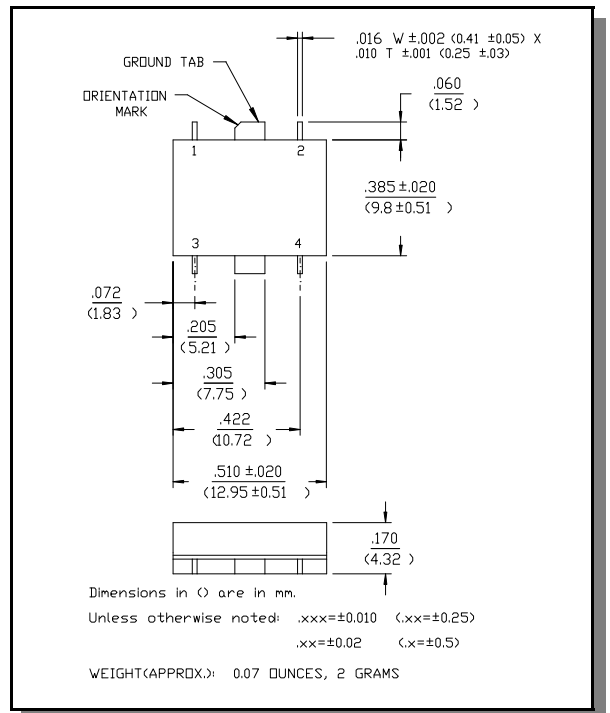 .016 W ±.002 (0.41 ±0.05) X
.010 T ±.001 (0.25 ±.03)
GROUND TAB
ORIENTATION
MARK
.060
(1.52 )
1
2
.385±.020
(9.8±0.51 )
3
4
.072
(1.83 )
.205
(5.21 )
.305
(7.75 )
.422
(10.72 )
.510 ±.020
(12.95±0.51 )
.170
(4.32 )
Dimensions in () are in mm.
Unless otherwise noted: .xxx=±0.010 (.xx=±0.25)
.xx=±0.02 (.x=±0.5)
WEIGHT(APPROX.): 0.07 OUNCES, 2 GRAMS